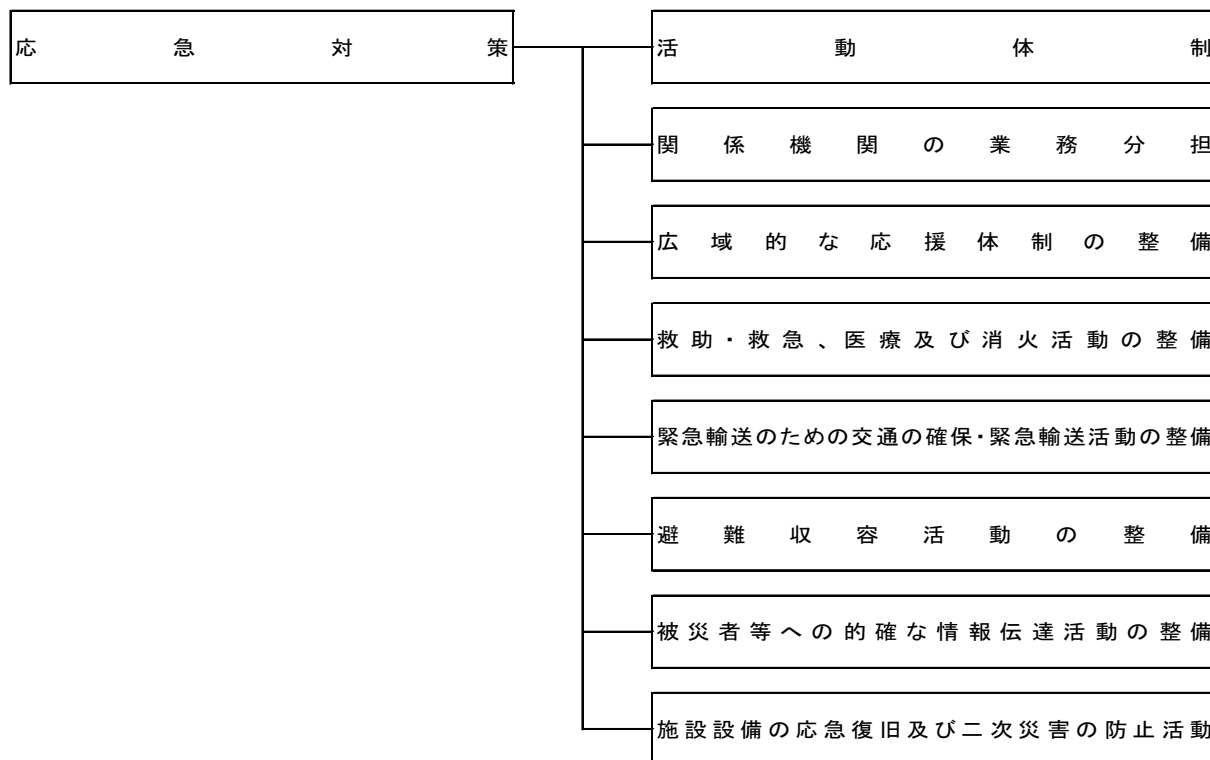 応急対策
活動体制
関係機関の業務分担
広域的な応援体制の整備
救助・救急、医療及び消火活動の整備
緊急輸送のための交通の確保・緊急輸送活動の整備
避難収容活動の整備
被災者等への的確な情報伝達活動の整備
施設設備の応急復旧及び二次災害の防止活動